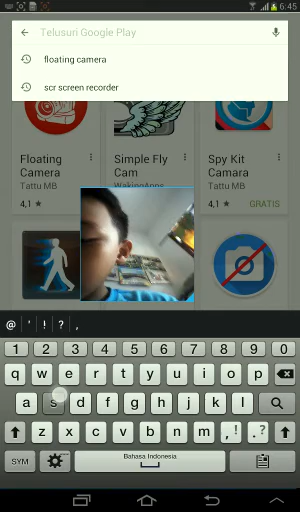 6:45
Telusuri Google Play
floating camera
scr screen recorder
Floating Camera
Tattu MB
4,1 ★
Simple Fly Cam
WakingApps
Spy Kit Camara
Tattu MB
4,1 ★ GRATIS
@ ' ! ? ,
1 2 3 4 5 6 7 8 9 0
q w e r t y u i o p
a s d f g h j k l
z x c v b n m , ! . ?
SYM Bahasa Indonesia